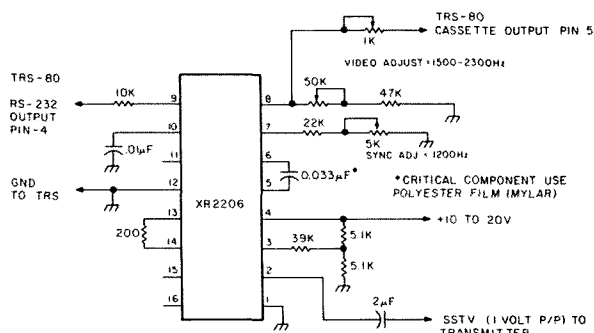 TRS-80
CASSETTE OUTPUT PIN 5
1K
VIDEO ADJUST = 1500-2300Hz
TRS-80
RS-232
OUTPUT
PIN-4
10K
9
8
50K
47K
10
7
22K
5K
SYNC ADJ = 1200Hz
.01µF
11
6
0.033µF*
5
*CRITICAL COMPONENT USE
POLYESTER FILM (MYLAR)
GND
TO TRS
12
XR2206
13
4
+10 TO 20V
200
14
3
39K
5.1K
5.1K
15
2
2µF
16
1
SSTV (1 VOLT P/P) TO
TRANSMITTER